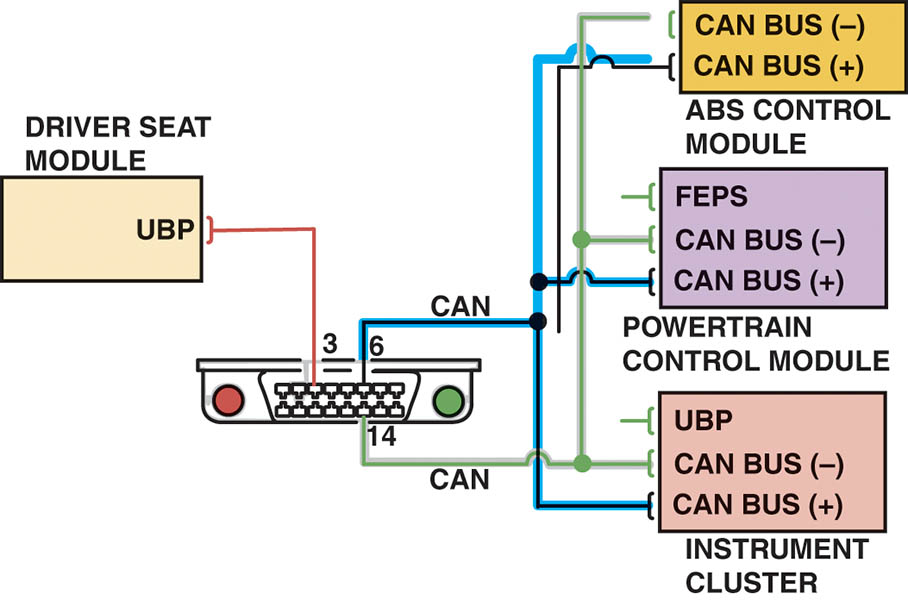 CAN BUS (–)
CAN BUS (+)
ABS CONTROL
MODULE
DRIVER SEAT
MODULE
UBP
FEPS
CAN BUS (–)
CAN BUS (+)
POWERTRAIN
CONTROL MODULE
CAN
3
6
14
CAN
UBP
CAN BUS (–)
CAN BUS (+)
INSTRUMENT
CLUSTER